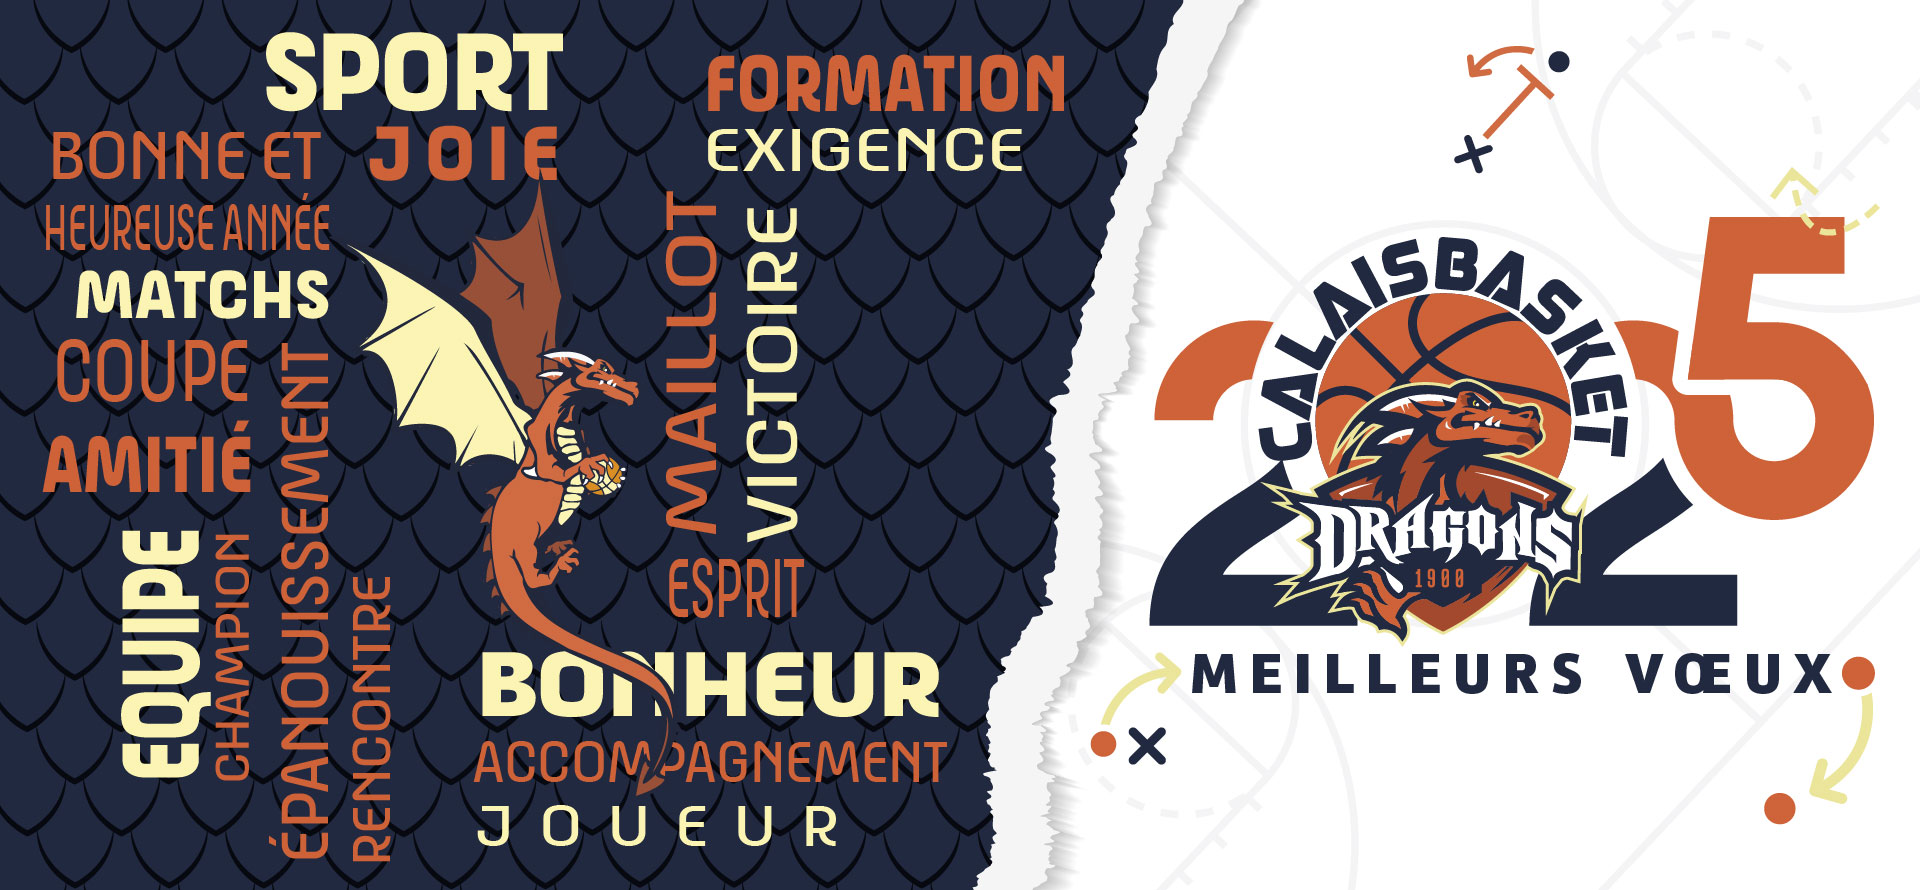 SPORT
BONNE ET
JOIE
HEUREUSE ANNÉE
MATCHS
COUPE
AMITIÉ
EQUIPE
CHAMPION
ÉPANOUISSEMENT
RENCONTRE
FORMATION
EXIGENCE
MAILLOT
VICTOIRE
ESPRIT
BONHEUR
ACCOMPAGNEMENT
JOUEUR
CALAISBASKET
2025
DRAGONS
1900
MEILLEURS VŒUX